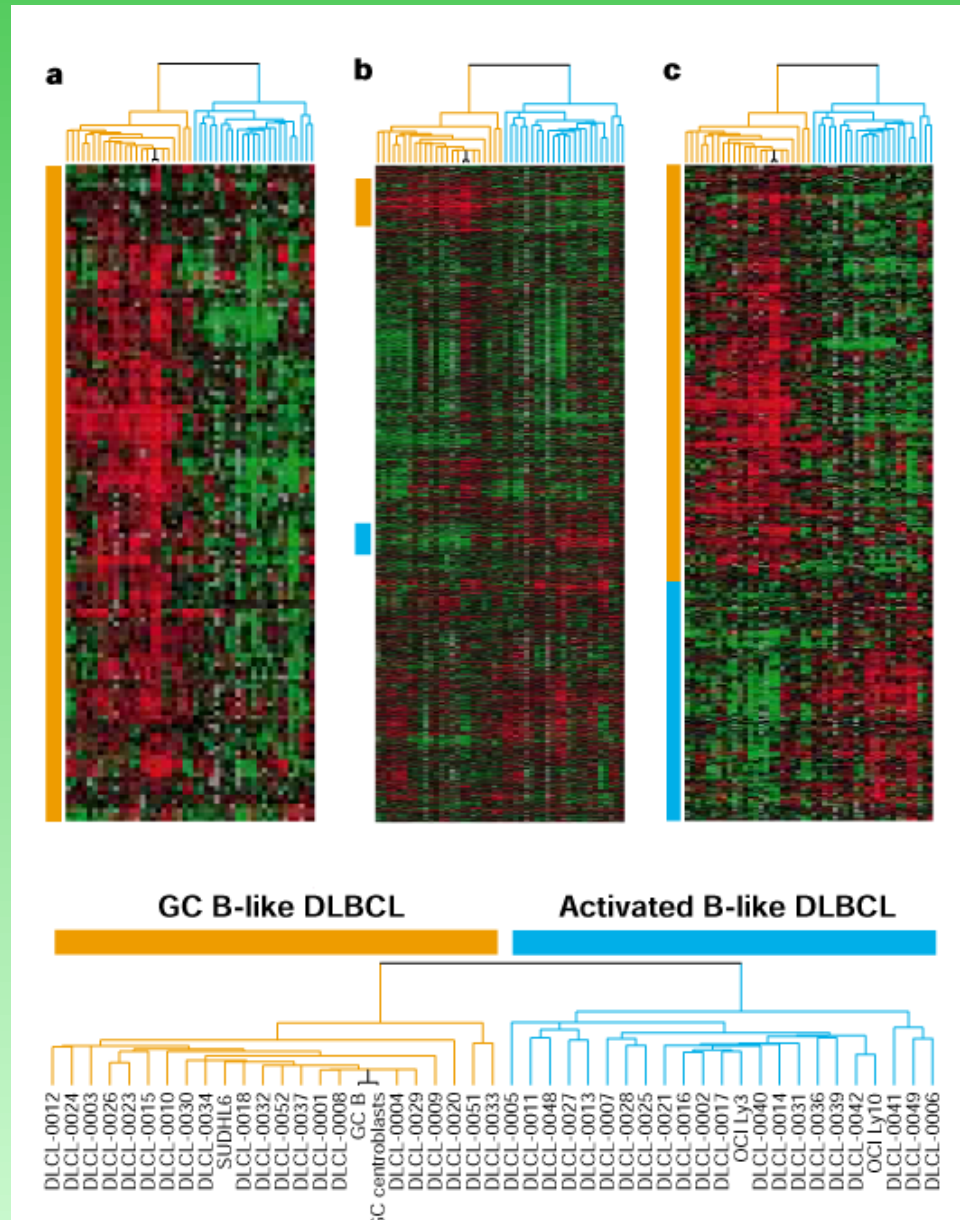 a
b
c
GC B-like DLBCL
Activated B-like DLBCL
DLCL-0012
DLCL-0024
DLCL-0003
DLCL-0026
DLCL-0023
DLCL-0015
DLCL-0010
DLCL-0030
DLCL-0034
SUDHL6
DLCL-0018
DLCL-0032
DLCL-0052
DLCL-0037
DLCL-0001
DLCL-0008
GC B
GC centroblasts
DLCL-0004
DLCL-0029
DLCL-0009
DLCL-0020
DLCL-0051
DLCL-0033
DLCL-0005
DLCL-0011
DLCL-0048
DLCL-0027
DLCL-0013
DLCL-0007
DLCL-0028
DLCL-0025
DLCL-0021
DLCL-0016
DLCL-0002
DLCL-0017
OCI Ly3
DLCL-0040
DLCL-0014
DLCL-0031
DLCL-0036
DLCL-0039
DLCL-0042
OCI Ly10
DLCL-0041
DLCL-0049
DLCL-0006